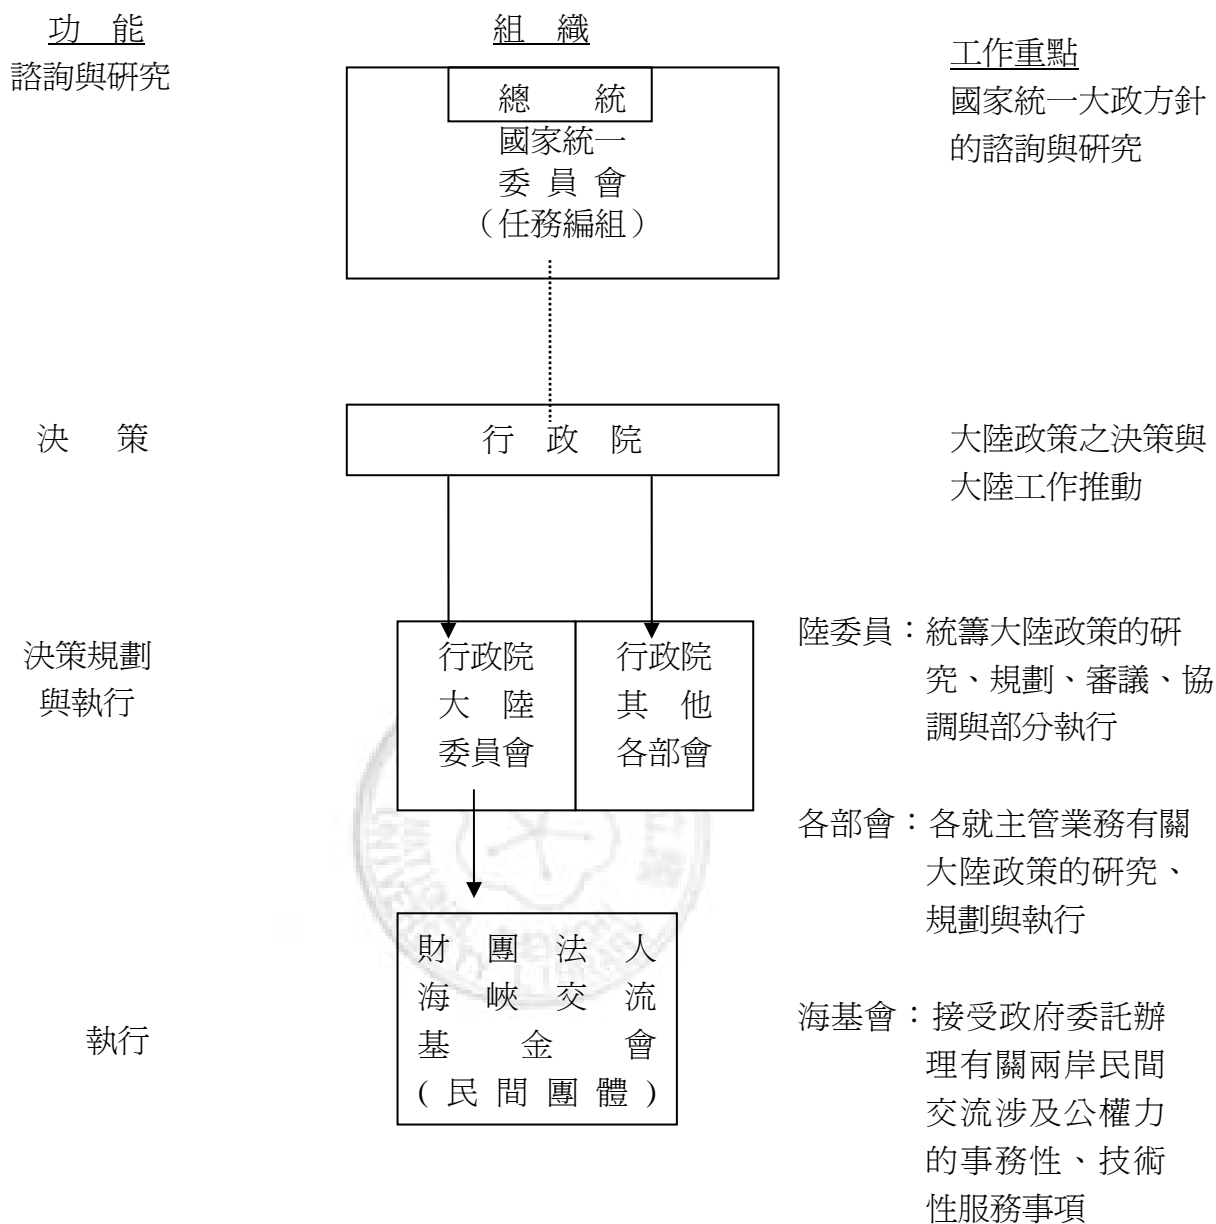 功 能
諮詢與研究
組 織
總 統
國家統一
委 員 會
（任務編組）
工作重點
國家統一大政方針
的諮詢與研究
決 策
行 政 院
大陸政策之決策與
大陸工作推動
決策規劃
與執行
行政院
大 陸
委員會
行政院
其 他
各部會
陸委員：統籌大陸政策的研
究、規劃、審議、協
調與部分執行
各部會：各就主管業務有關
大陸政策的研究、
規劃與執行
執行
財 團 法 人
海 峽 交 流
基 金 會
( 民 間 團 體 )
海基會：接受政府委託辦
理有關兩岸民間
交流涉及公權力
的事務性、技術
性服務事項